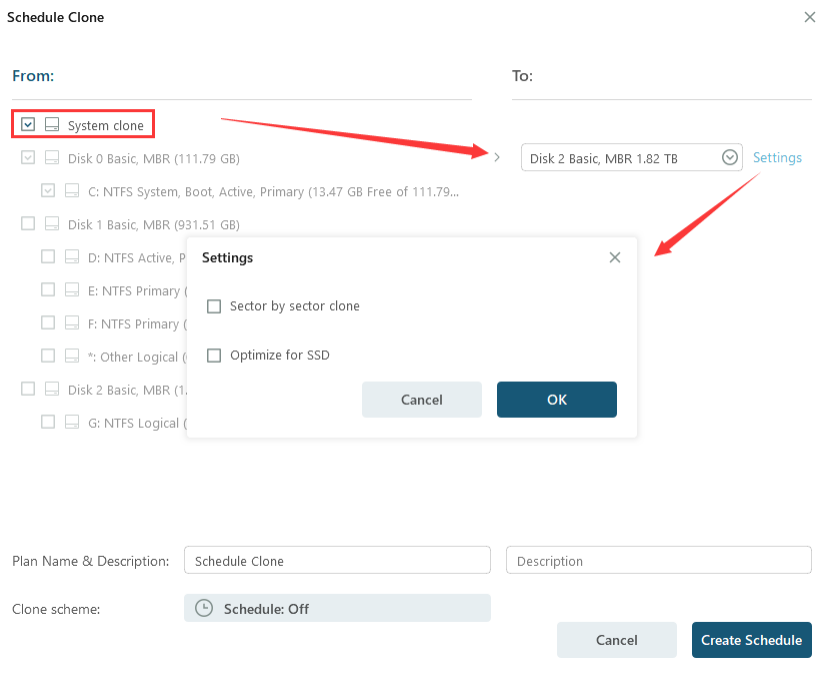 Schedule Clone
From:
To:
System clone
Disk 0 Basic, MBR (111.79 GB)
Disk 2 Basic, MBR 1.82 TB
Settings
C: NTFS System, Boot, Active, Primary (13.47 GB Free of 111.79...
Disk 1 Basic, MBR (931.51 GB)
D: NTFS Active, P
E: NTFS Primary (
F: NTFS Primary (
*: Other Logical (
Disk 2 Basic, MBR (1.
G: NTFS Logical (
Settings
Sector by sector clone
Optimize for SSD
Cancel
OK
Plan Name & Description:
Schedule Clone
Description
Clone scheme:
Schedule: Off
Cancel
Create Schedule